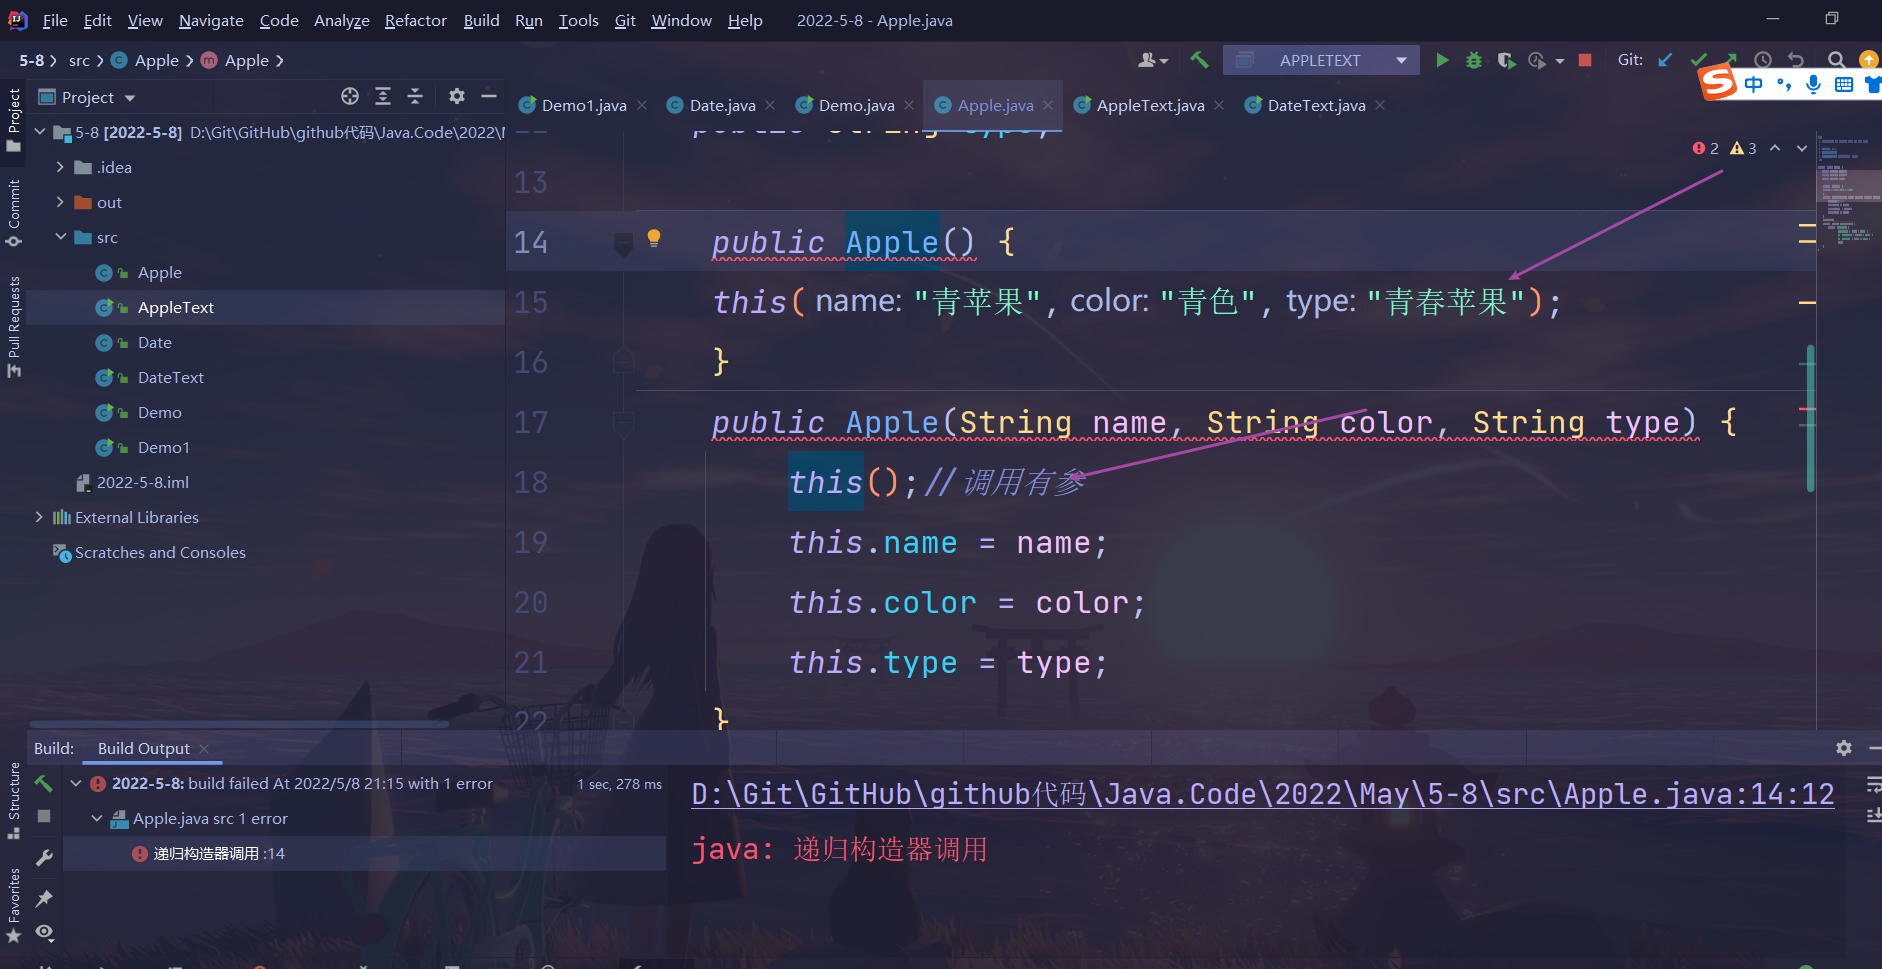 File Edit View Navigate Code Analyze Refactor Build Run Tools Git Window Help 2022-5-8 - Apple.java
5-8 src Apple Apple APPLETEXT Git:
中
Project
Demo1.java Date.java Demo.java Apple.java AppleText.java DateText.java
Project
Commit
Pull Requests
Structure
Favorites
5-8 [2022-5-8] D:\Git\GitHub\github代码\Java.Code\2022\
.idea
out
src
Apple
AppleText
Date
DateText
Demo
Demo1
2022-5-8.iml
External Libraries
Scratches and Consoles
2 3
public String type;
13
14 public Apple() {
15 this( name: "青苹果", color: "青色", type: "青春苹果");
16 }
17 public Apple(String name, String color, String type) {
18 this();//调用有参
19 this.name = name;
20 this.color = color;
21 this.type = type;
22 }
Build: Build Output
2022-5-8: build failed At 2022/5/8 21:15 with 1 error 1 sec, 278 ms
Apple.java src 1 error
递归构造器调用 :14
D:\Git\GitHub\github代码\Java.Code\2022\May\5-8\src\Apple.java:14:12
java: 递归构造器调用